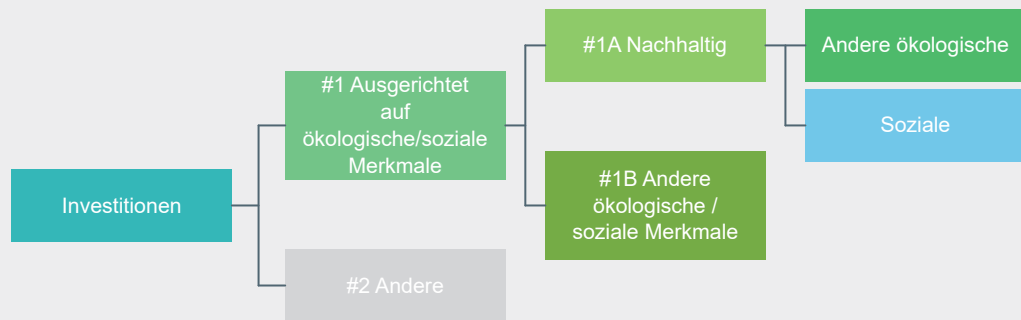 Investitionen
#1 Ausgerichtet
auf
ökologische/soziale
Merkmale
#2 Andere
#1A Nachhaltig
#1B Andere
ökologische /
soziale Merkmale
Andere ökologische
Soziale